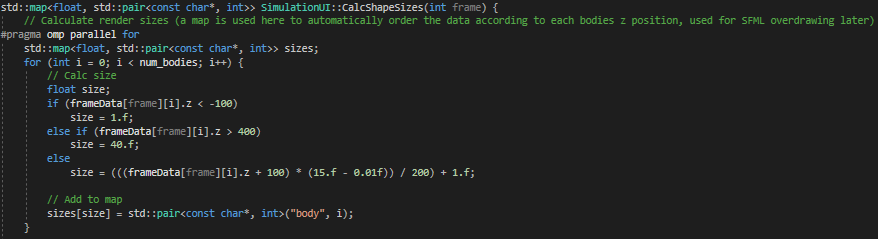 std::map<float, std::pair<const char*, int>> SimulationUI::CalcShapeSizes(int frame) {
    // Calculate render sizes (a map is used here to automatically order the data according to each bodies z position, used for SFML overdrawing later)
#pragma omp parallel for
    std::map<float, std::pair<const char*, int>> sizes;
    for (int i = 0; i < num_bodies; i++) {
        // Calc size
        float size;
        if (frameData[frame][i].z < -100)
            size = 1.f;
        else if (frameData[frame][i].z > 400)
            size = 40.f;
        else
            size = (((frameData[frame][i].z + 100) * (15.f - 0.01f)) / 200) + 1.f;

        // Add to map
        sizes[size] = std::pair<const char*, int>("body", i);
    }